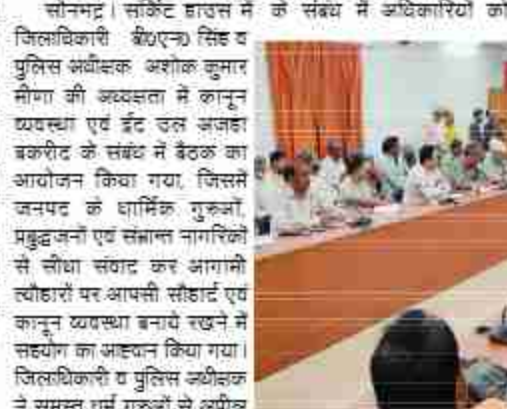 सोनभद्र। सर्किट हाउस में के संबंध में अधिकारियों को
जिलाधिकारी बी०एन० सिंह व
पुलिस अधीक्षक अशोक कुमार
मीणा की अध्यक्षता में कानून
व्यवस्था एवं ईद उल अजहा
बकरीद के संबंध में बैठक का
आयोजन किया गया, जिसमें
जनपद के धार्मिक गुरुओं,
प्रबुद्धजनों एवं संभ्रान्त नागरिकों
से सीधा संवाद कर आगामी
त्यौहारों पर आपसी सौहार्द एवं
कानून व्यवस्था बनाये रखने में
सहयोग का आह्वान किया गया।
जिलाधिकारी व पुलिस अधीक्षक
ने समस्त धर्म गुरुओं से अपील